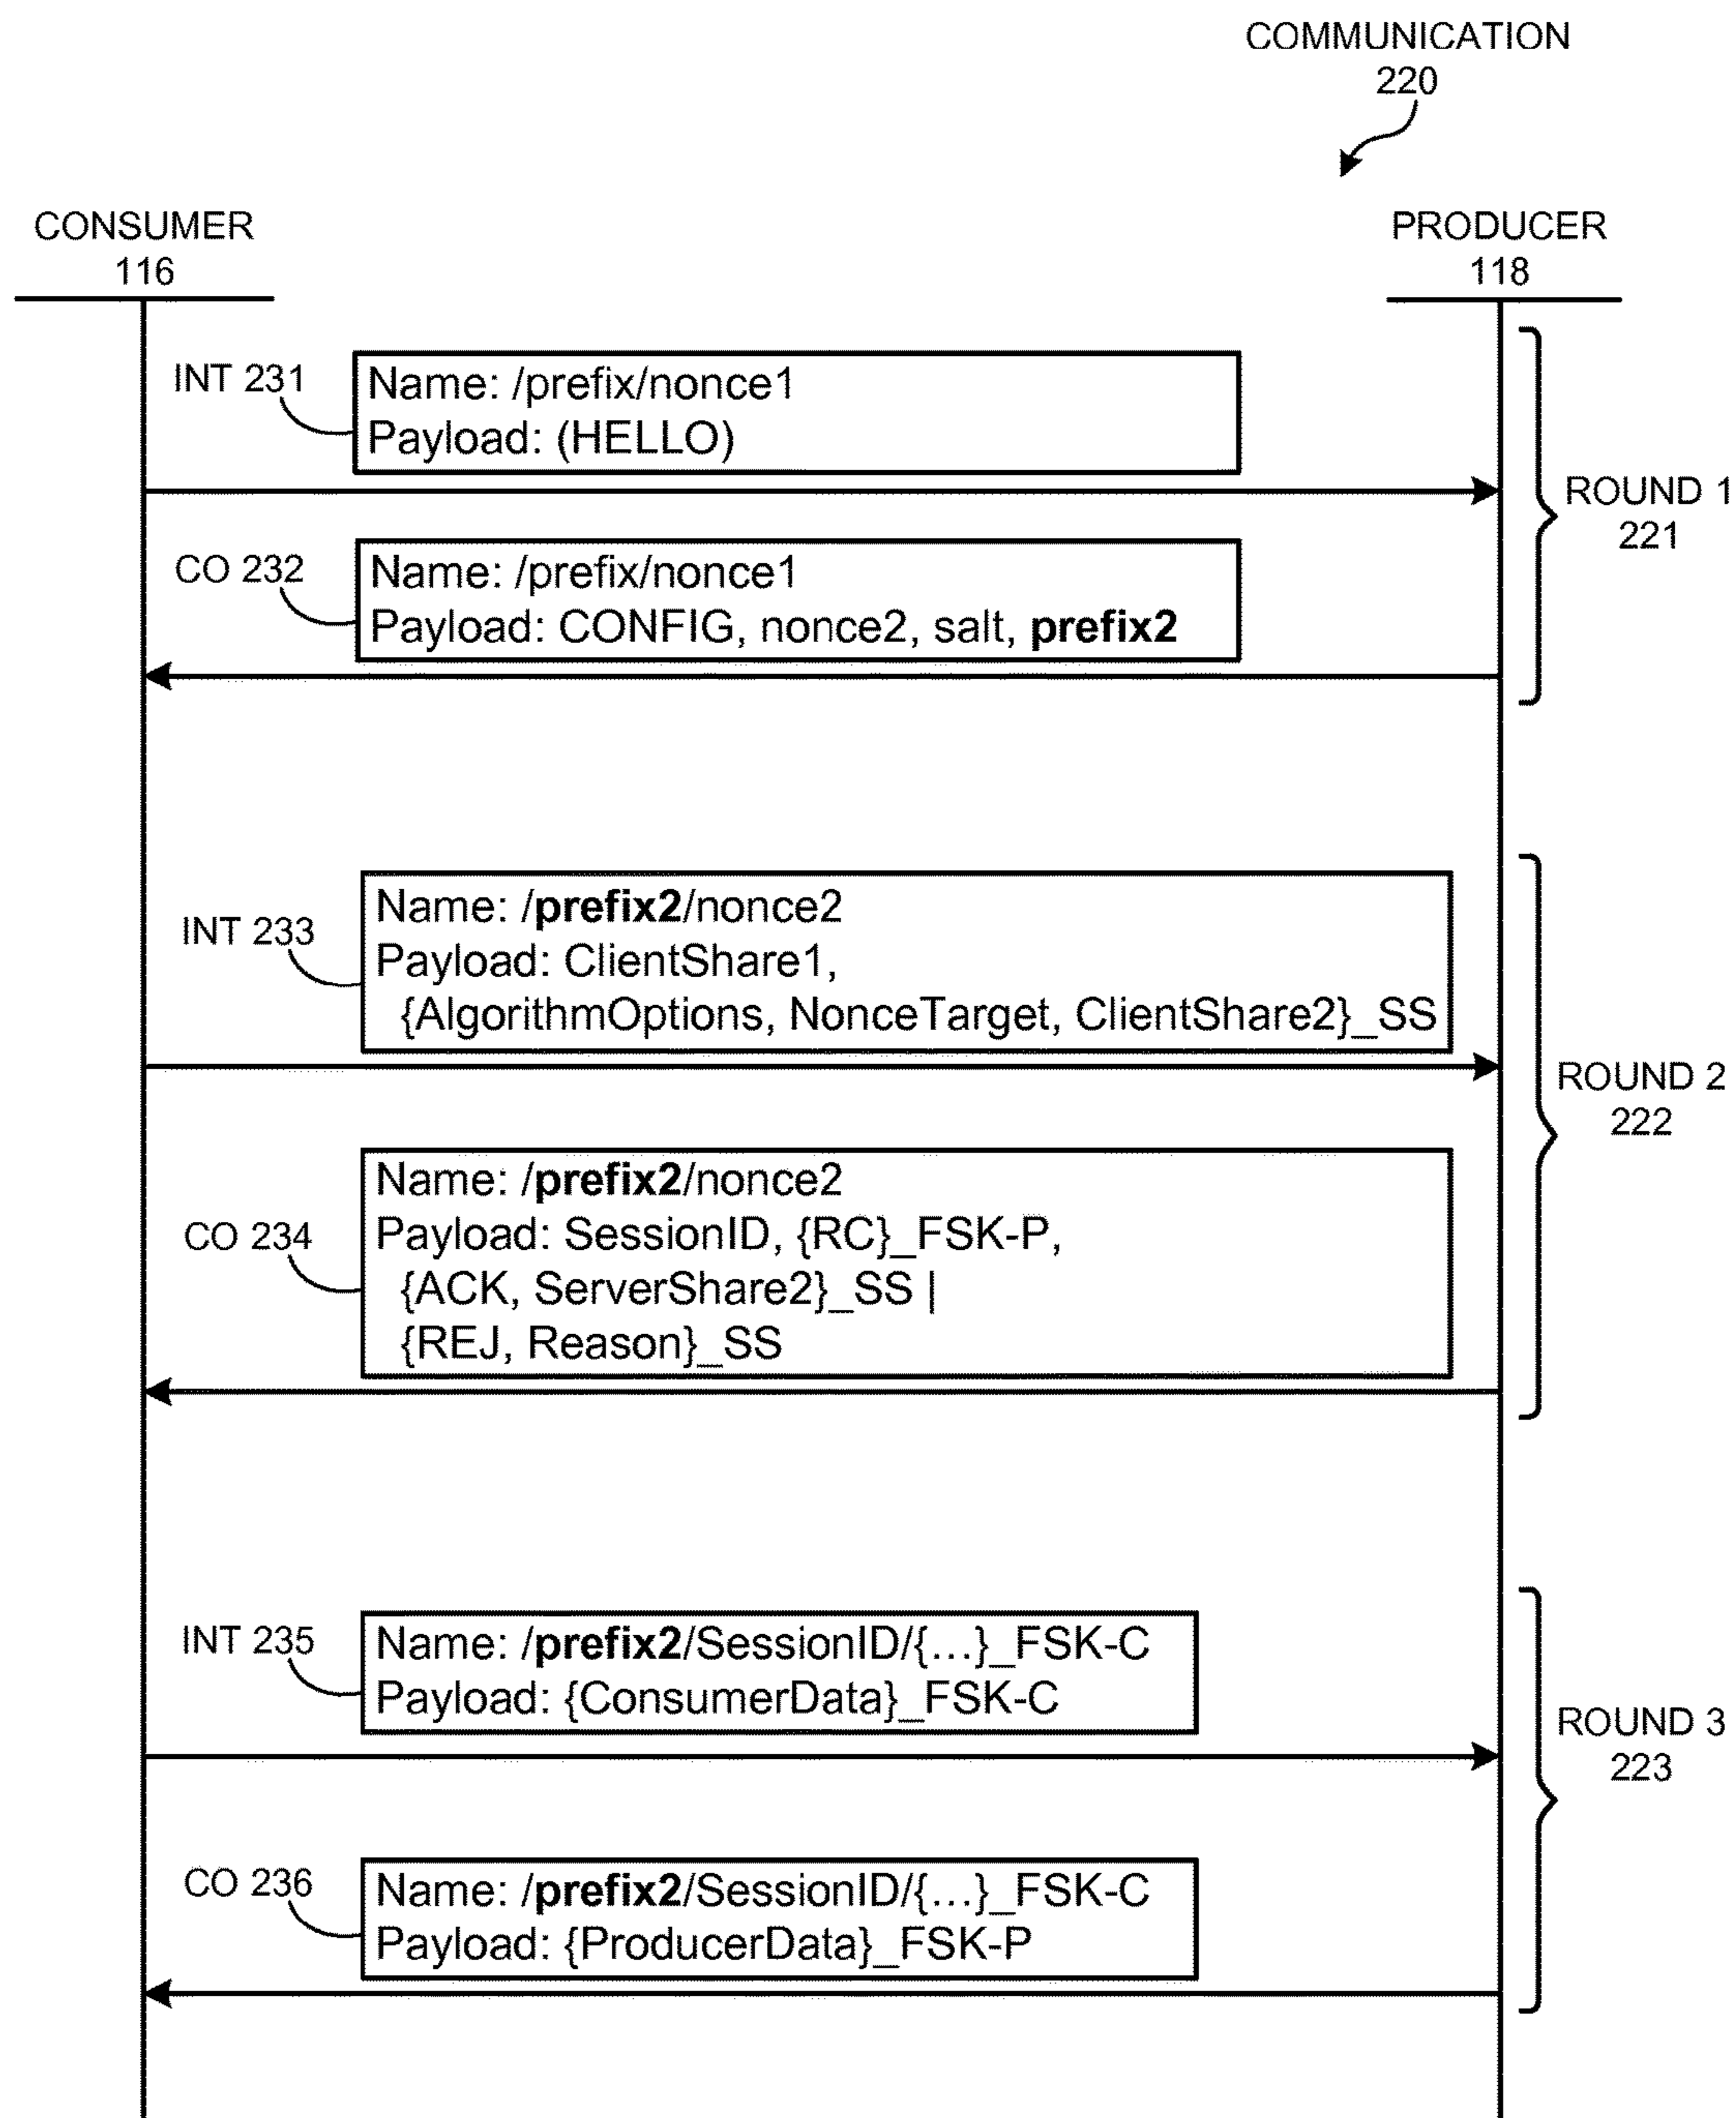 COMMUNICATION
220
CONSUMER
116
PRODUCER
118
INT 231
Name: /prefix/nonce1
Payload: (HELLO)
ROUND 1
221
CO 232
Name: /prefix/nonce1
Payload: CONFIG, nonce2, salt, prefix2
INT 233
Name: /prefix2/nonce2
Payload: ClientShare1,
{AlgorithmOptions, NonceTarget, ClientShare2}_SS
ROUND 2
222
CO 234
Name: /prefix2/nonce2
Payload: SessionID, {RC}_FSK-P,
{ACK, ServerShare2}_SS |
{REJ, Reason}_SS
INT 235
Name: /prefix2/SessionID/{...}_FSK-C
Payload: {ConsumerData}_FSK-C
ROUND 3
223
CO 236
Name: /prefix2/SessionID/{...}_FSK-C
Payload: {ProducerData}_FSK-P